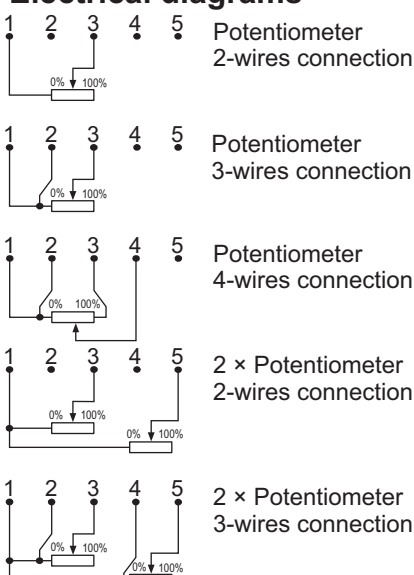 1 2 3 4 5
Potentiometer
2-wires connection
0% 100%
1 2 3 4 5
Potentiometer
3-wires connection
0% 100%
1 2 3 4 5
Potentiometer
4-wires connection
0% 100%
1 2 3 4 5
2 × Potentiometer
2-wires connection
0% 100%
0% 100%
1 2 3 4 5
2 × Potentiometer
3-wires connection
0% 100%
0% 100%